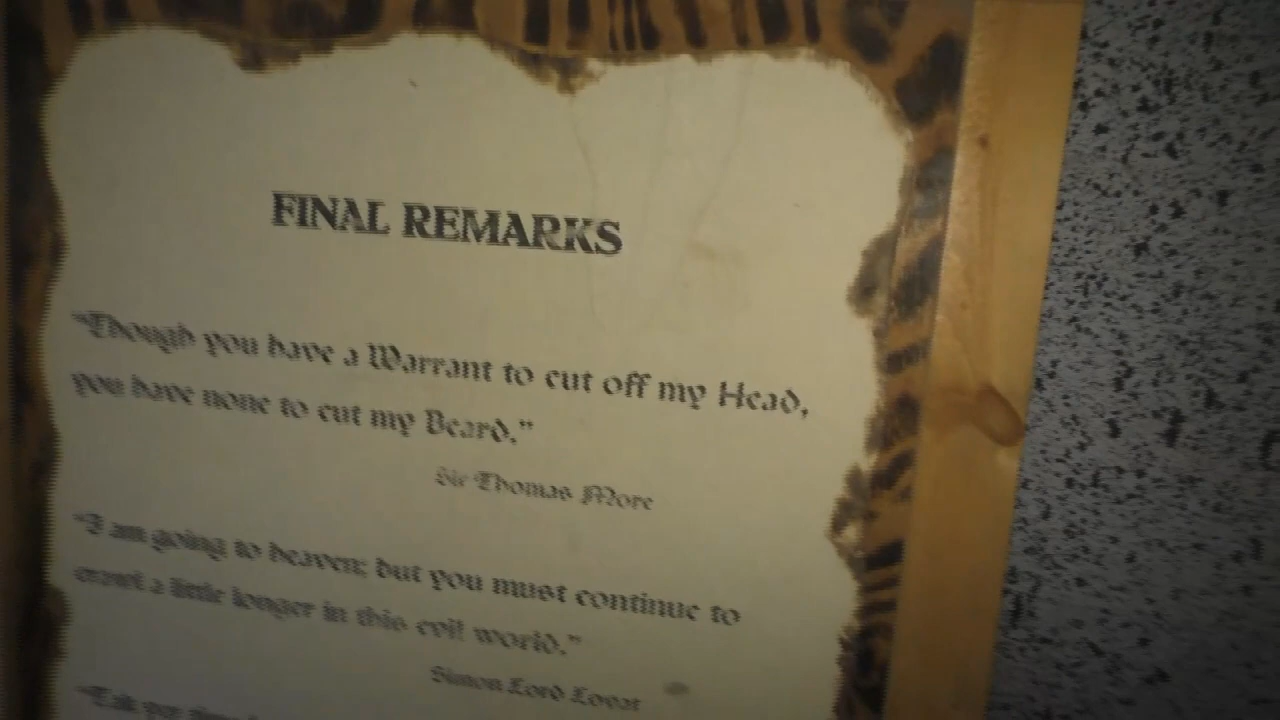 FINAL REMARKS
"Though you have a Warrant to cut off my Head,
you have none to cut my Beard."
Sir Thomas More
"I am going to heaven; but you must continue to
crawl a little longer in this evil world."
Simon Lord Lovat